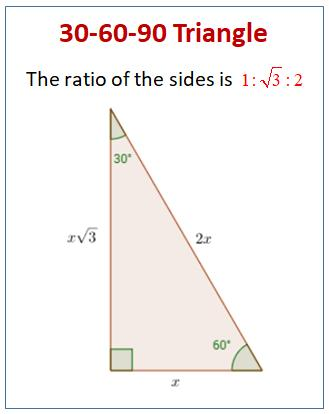 30-60-90 Triangle
The ratio of the sides is 1:√3:2
30°
x√3
2x
60°
x